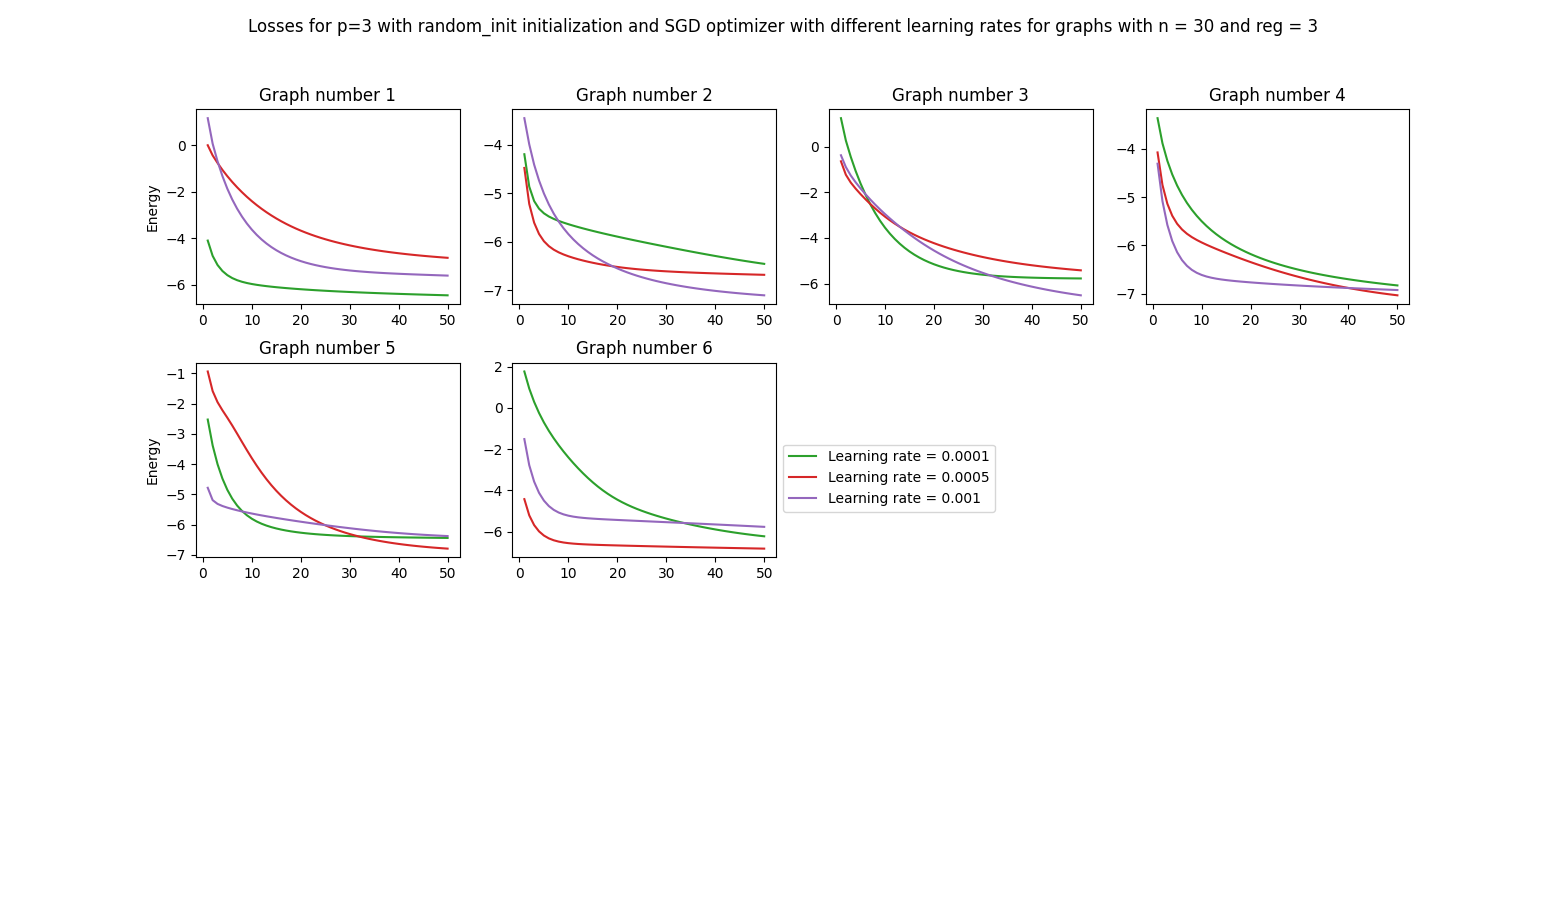 Losses for p=3 with random_init initialization and SGD optimizer with different learning rates for graphs with n = 30 and reg = 3
Graph number 1
Graph number 2
Graph number 3
Graph number 4
Energy
0
−2
−4
−6
0 10 20 30 40 50
−4
−5
−6
−7
0 10 20 30 40 50
0
−2
−4
−6
0 10 20 30 40 50
−4
−5
−6
−7
0 10 20 30 40 50
Graph number 5
Graph number 6
Energy
−1
−2
−3
−4
−5
−6
−7
0 10 20 30 40 50
2
0
−2
−4
−6
0 10 20 30 40 50
Learning rate = 0.0001
Learning rate = 0.0005
Learning rate = 0.001